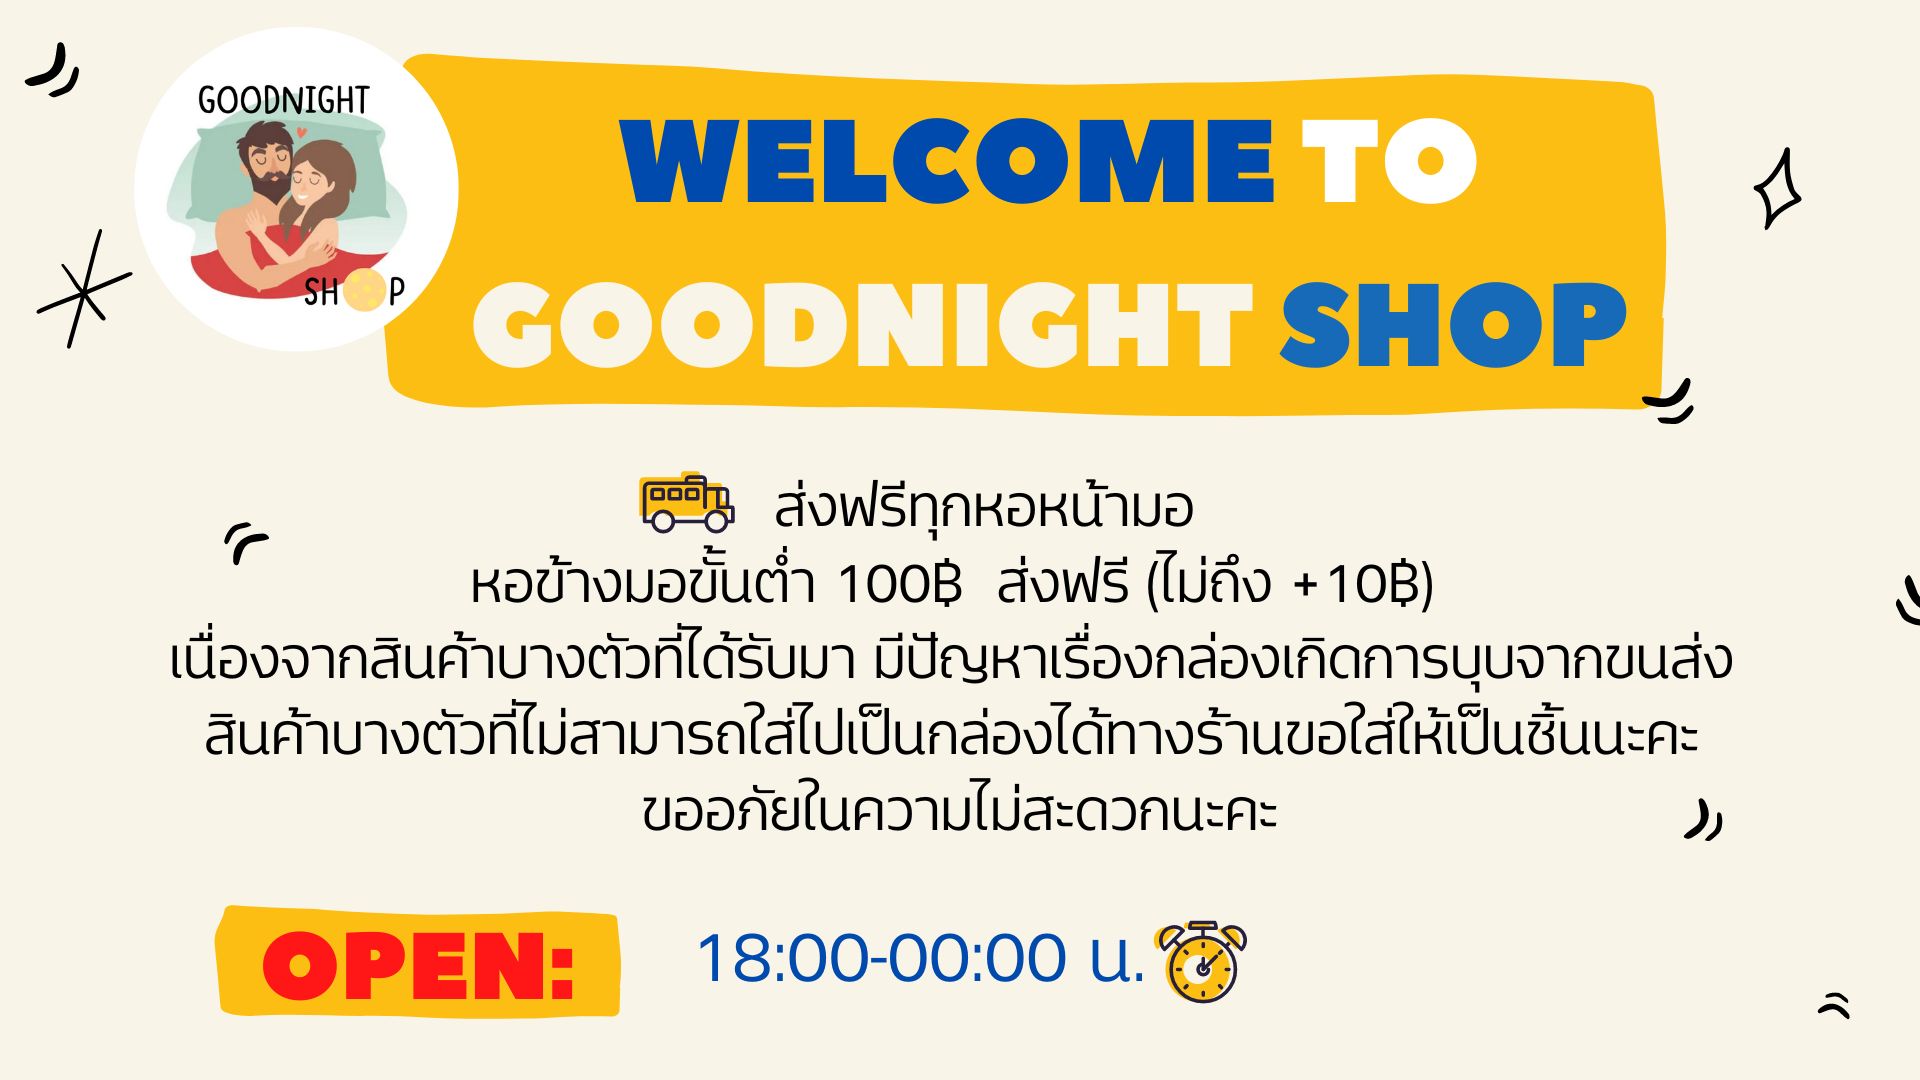 GOODNIGHT
SHOP
WELCOME TO
GOODNIGHT SHOP
ส่งฟรีทุกหอหน้ามอ
หอข้างมอขั้นต่ำ 100฿ ส่งฟรี (ไม่ถึง +10฿)
เนื่องจากสินค้าบางตัวที่ได้รับมา มีปัญหาเรื่องกล่องเกิดการบุบจากขนส่ง
สินค้าบางตัวที่ไม่สามารถใส่ไปเป็นกล่องได้ทางร้านขอใส่ให้เป็นชิ้นนะคะ
ขออภัยในความไม่สะดวกนะคะ
OPEN: 18:00-00:00 น.